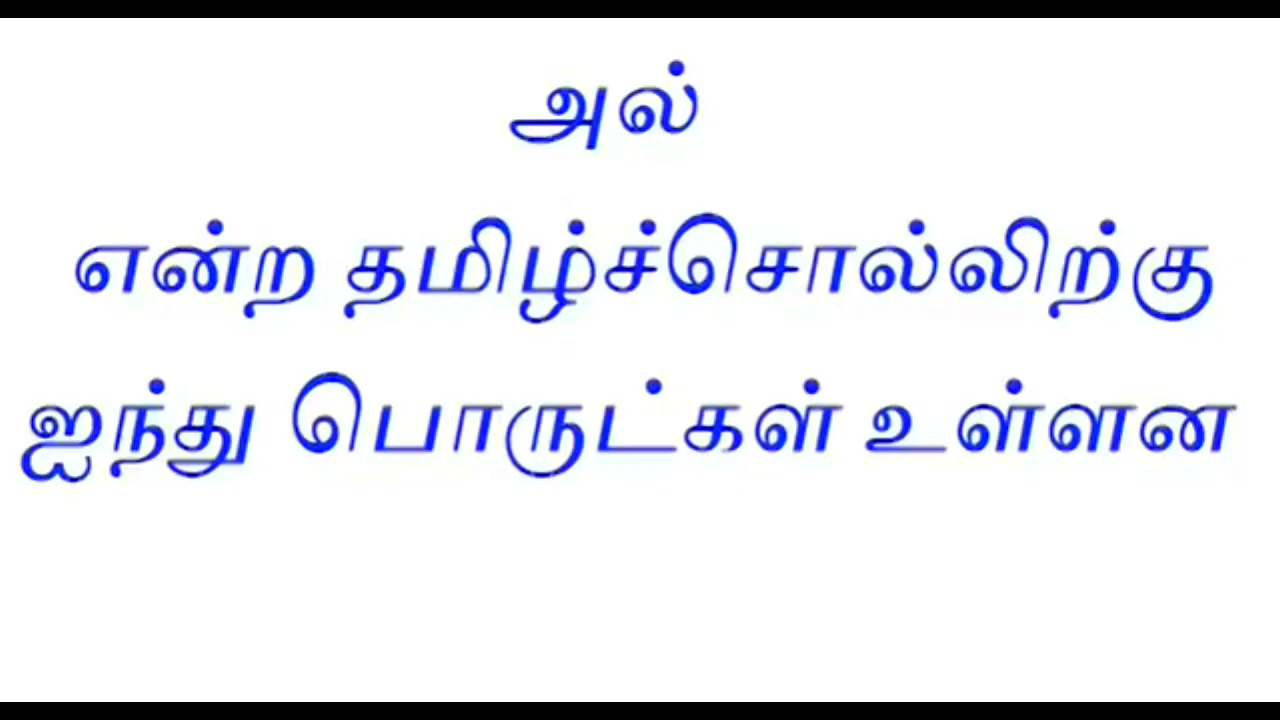 அல்
என்ற தமிழ்ச்சொல்லிற்கு
ஐந்து பொருட்கள் உள்ளன